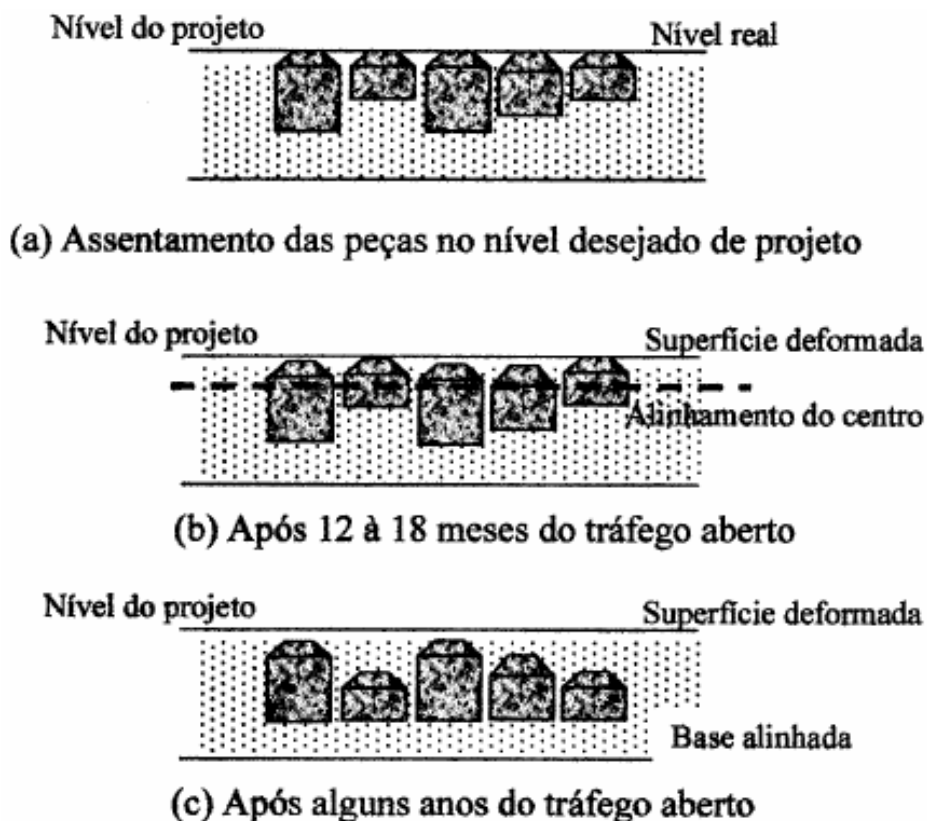 Nível do projeto
Nível real
(a) Assentamento das peças no nível desejado de projeto
Nível do projeto
Superfície deformada
Alinhamento do centro
(b) Após 12 à 18 meses do tráfego aberto
Nível do projeto
Superfície deformada
Base alinhada
(c) Após alguns anos do tráfego aberto